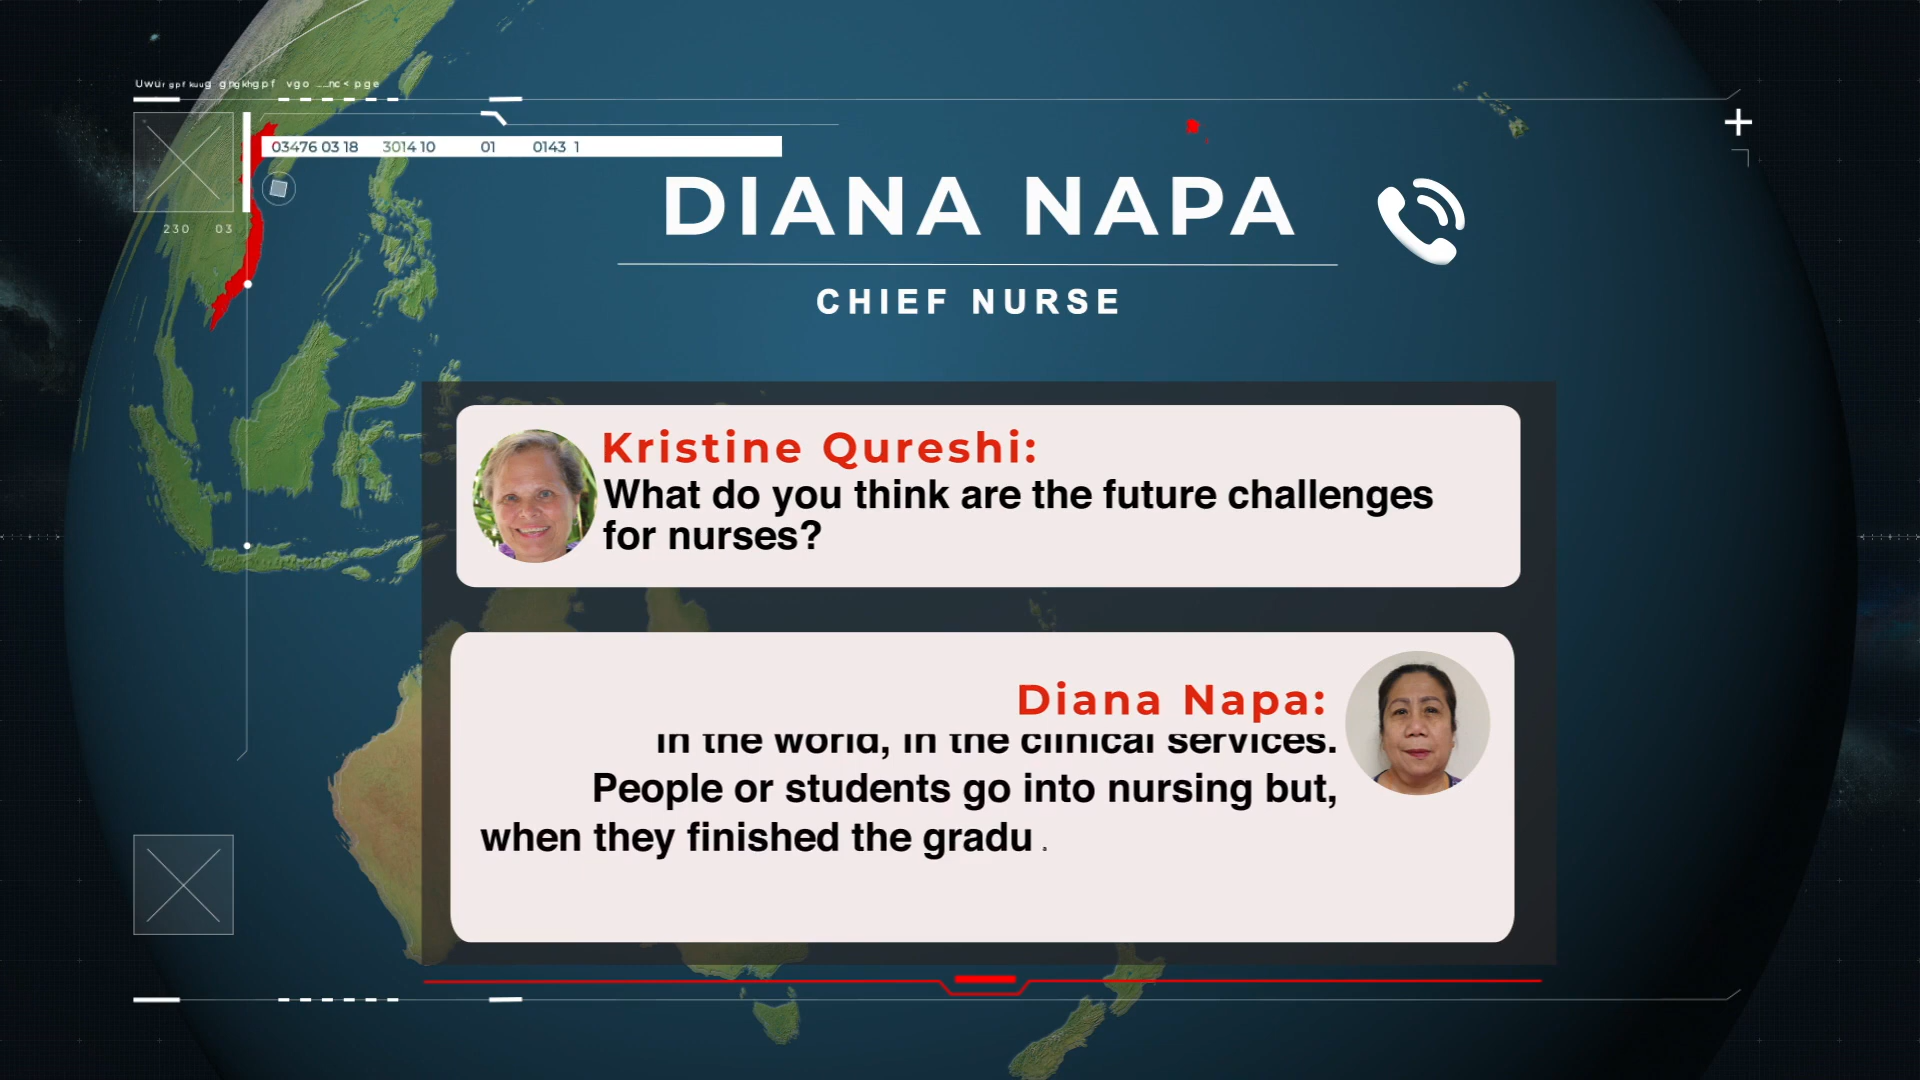 03476 03 18 3014 10 01 0143 1
230 03
DIANA NAPA
CHIEF NURSE
Kristine Qureshi:
What do you think are the future challenges
for nurses?
Diana Napa:
in the world, in the clinical services.
People or students go into nursing but,
when they finished the gradu